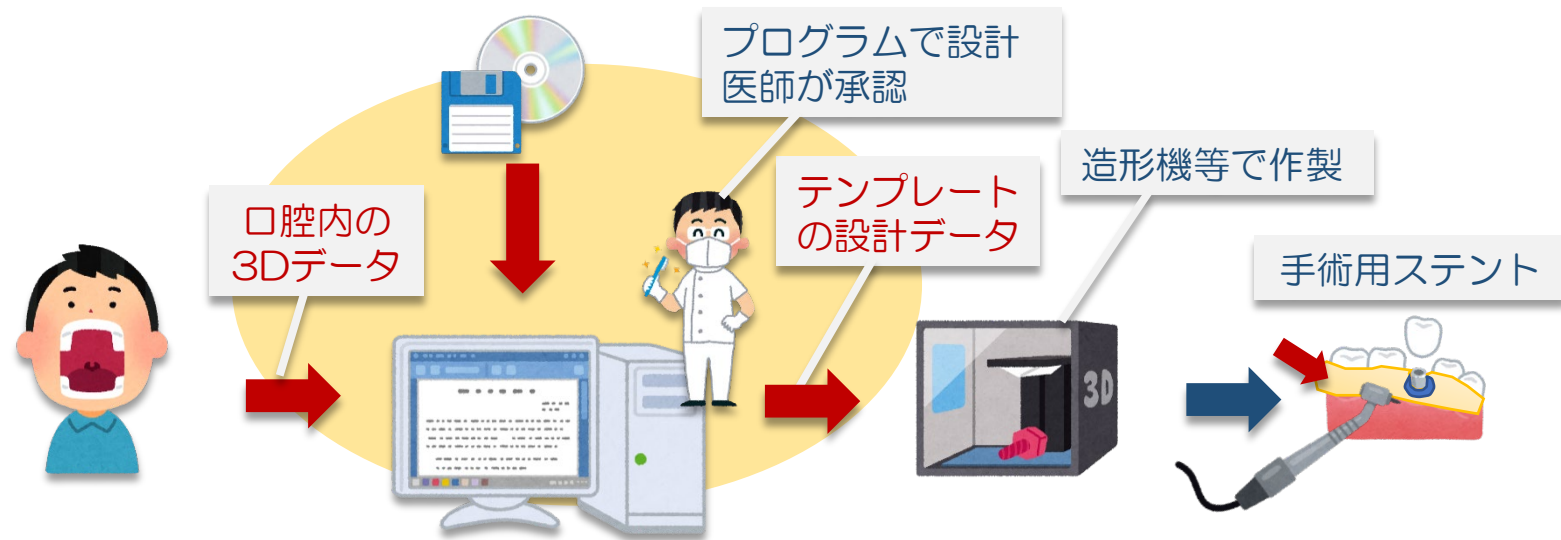 プログラムで設計
医師が承認
造形機等で作製
口腔内の
3Dデータ
テンプレート
の設計データ
手術用ステント
3D